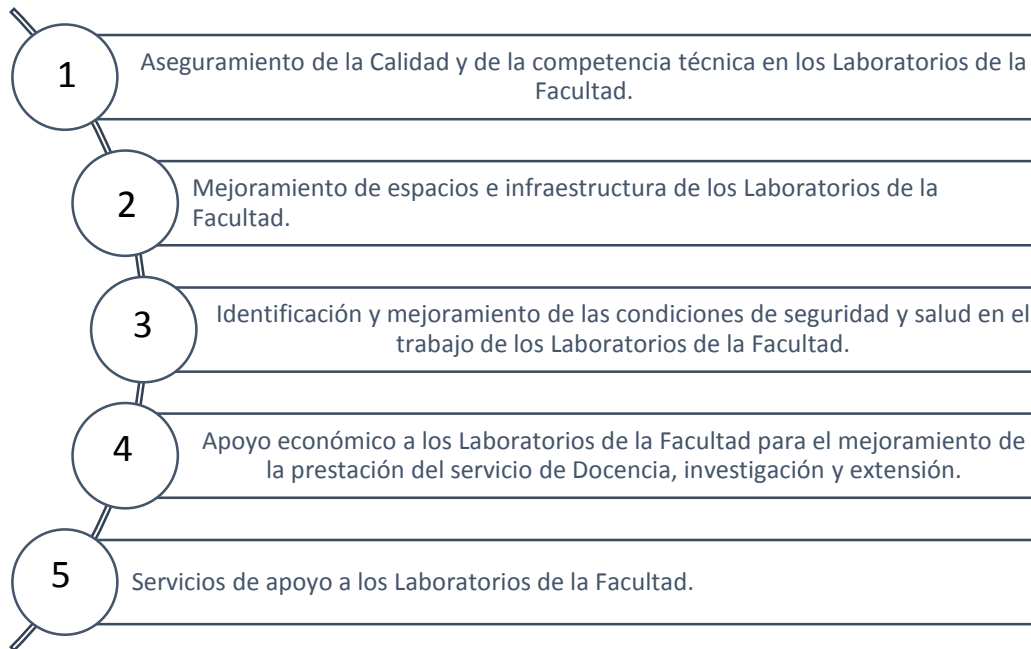 1
Aseguramiento de la Calidad y de la competencia técnica en los Laboratorios de la
Facultad.
2
Mejoramiento de espacios e infraestructura de los Laboratorios de la
Facultad.
3
Identificación y mejoramiento de las condiciones de seguridad y salud en el
trabajo de los Laboratorios de la Facultad.
4
Apoyo económico a los Laboratorios de la Facultad para el mejoramiento de
la prestación del servicio de Docencia, investigación y extensión.
5
Servicios de apoyo a los Laboratorios de la Facultad.